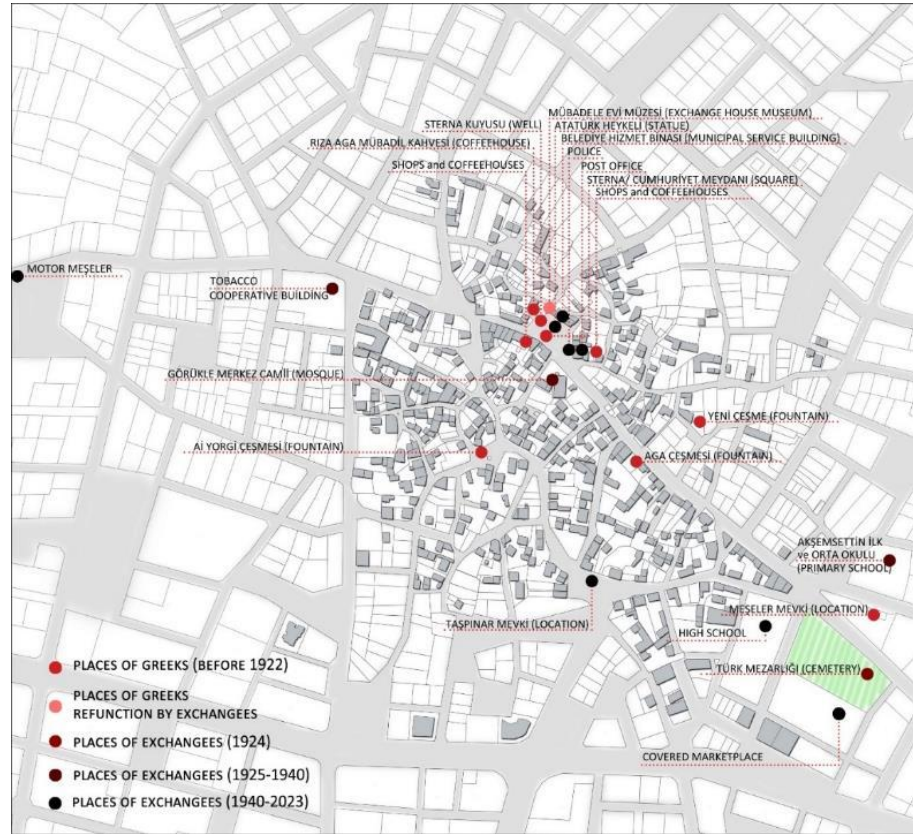 MÜBADELE EVİ MÜZESİ (EXCHANGE HOUSE MUSEUM)
STERNA KUYUSU (WELL)
ATATÜRK HEYKELİ (STATUE)
BELEDİYE HİZMET BİNASI (MUNICIPAL SERVICE BUILDING)
RIZA AGA MÜBADİL KAHVESİ (COFFEEHOUSE)
POLICE
SHOPS and COFFEEHOUSES
POST OFFICE
STERNA/ CUMHURİYET MEYDANI (SQUARE)
SHOPS and COFFEEHOUSES
MOTOR MEŞELER
TOBACCO
COOPERATIVE BUILDING
GÖRÜKLE MERKEZ CAMİİ (MOSQUE)
YENİ ÇEŞME (FOUNTAIN)
Aİ YORGİ ÇEŞMESİ (FOUNTAIN)
AGA ÇEŞMESİ (FOUNTAIN)
AKŞEMSETTİN İLK
ve ORTA OKULU
(PRIMARY SCHOOL)
MEŞELER MEVKİ (LOCATION)
TAŞPINAR MEVKİ (LOCATION)
HIGH SCHOOL
TÜRK MEZARLIĞI (CEMETERY)
COVERED MARKETPLACE
PLACES OF GREEKS (BEFORE 1922)
PLACES OF GREEKS
REFUNCTION BY EXCHANGEES
PLACES OF EXCHANGEES (1924)
PLACES OF EXCHANGEES (1925-1940)
PLACES OF EXCHANGEES (1940-2023)